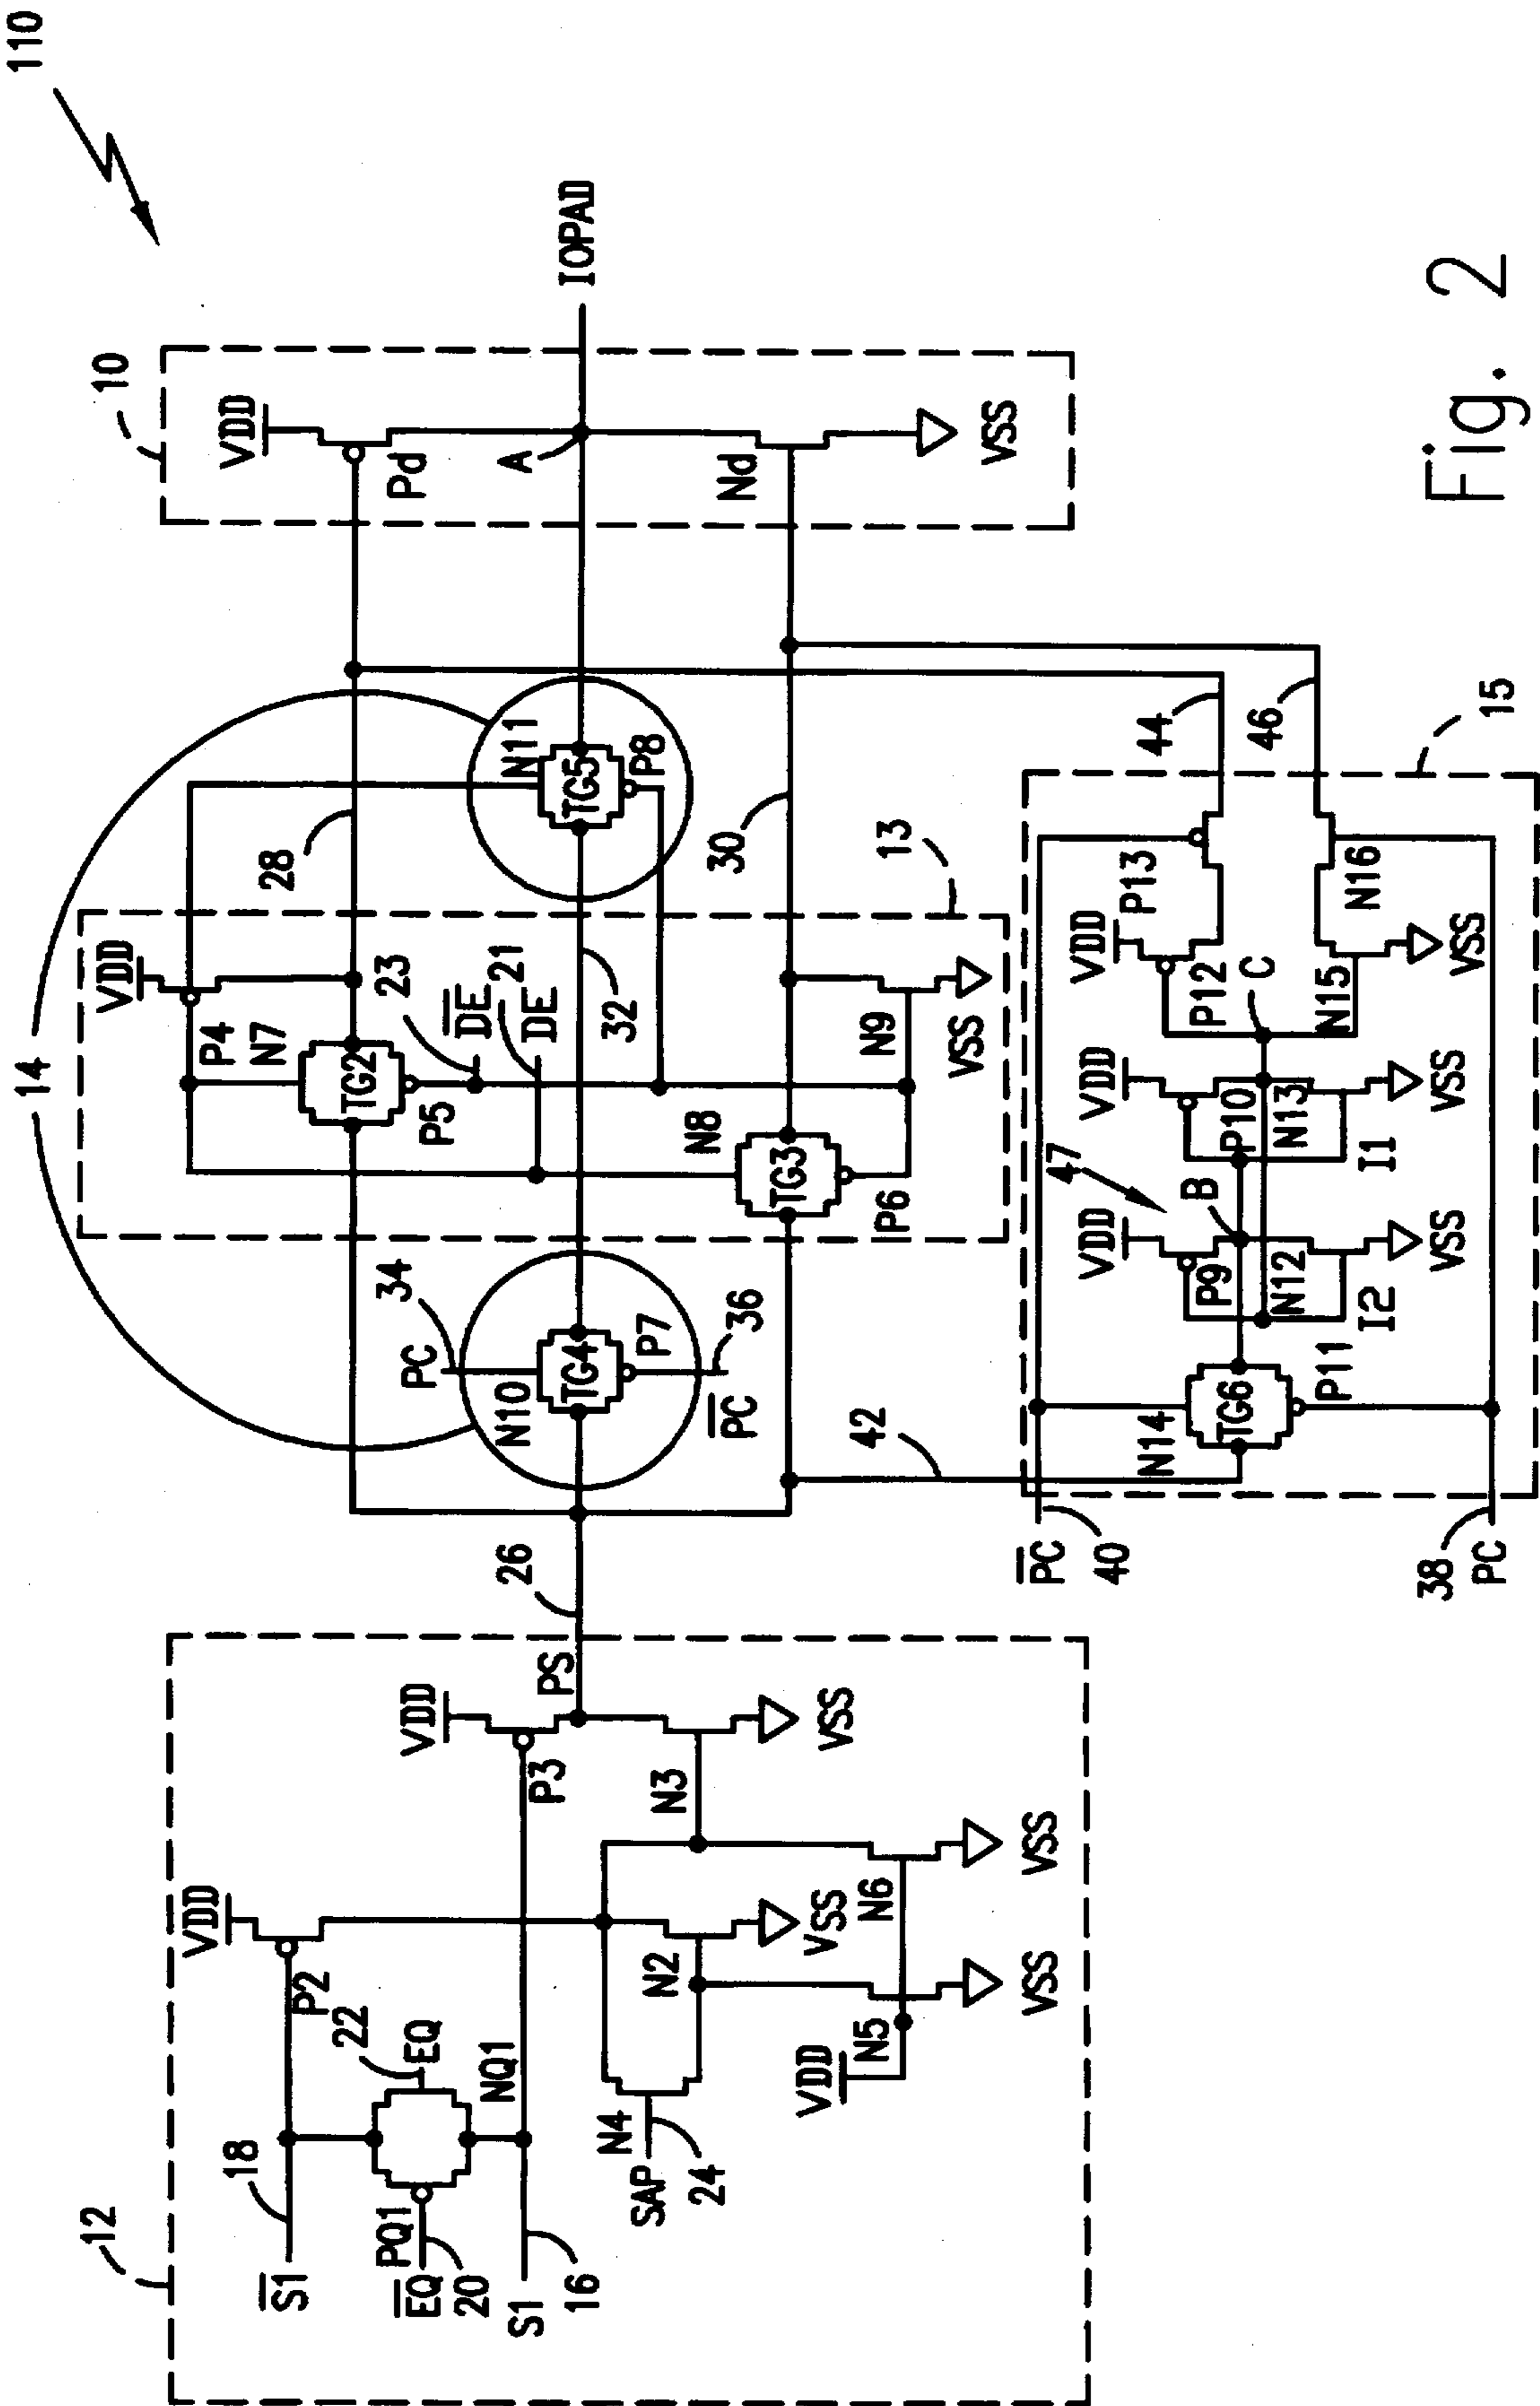 110
12
S1
18
PQ1
EQ
20
22
EQ
NQ1
S1
16
VDD
P2
N4
SAP
24
N2
VSS
VDD
N5
VSS
N6
VSS
VDD
P3
PS
N3
VSS
26
14
34
PC
N10
TG4
P7
36
PC
VDD
P4
N7
TG2
P5
23
DE
21
DE
32
N8
TG3
P6
N9
VSS
13
28
N11
TG5
P8
30
10
VDD
Pd
A
Nd
VSS
IOPAD
42
PC
40
38
PC
N14
TG6
P11
VDD
P9
47
B
N12
I2
VSS
VDD
P10
N13
I1
VSS
C
VDD
P12
P13
N15
N16
VSS
44
46
15
Fig. 2